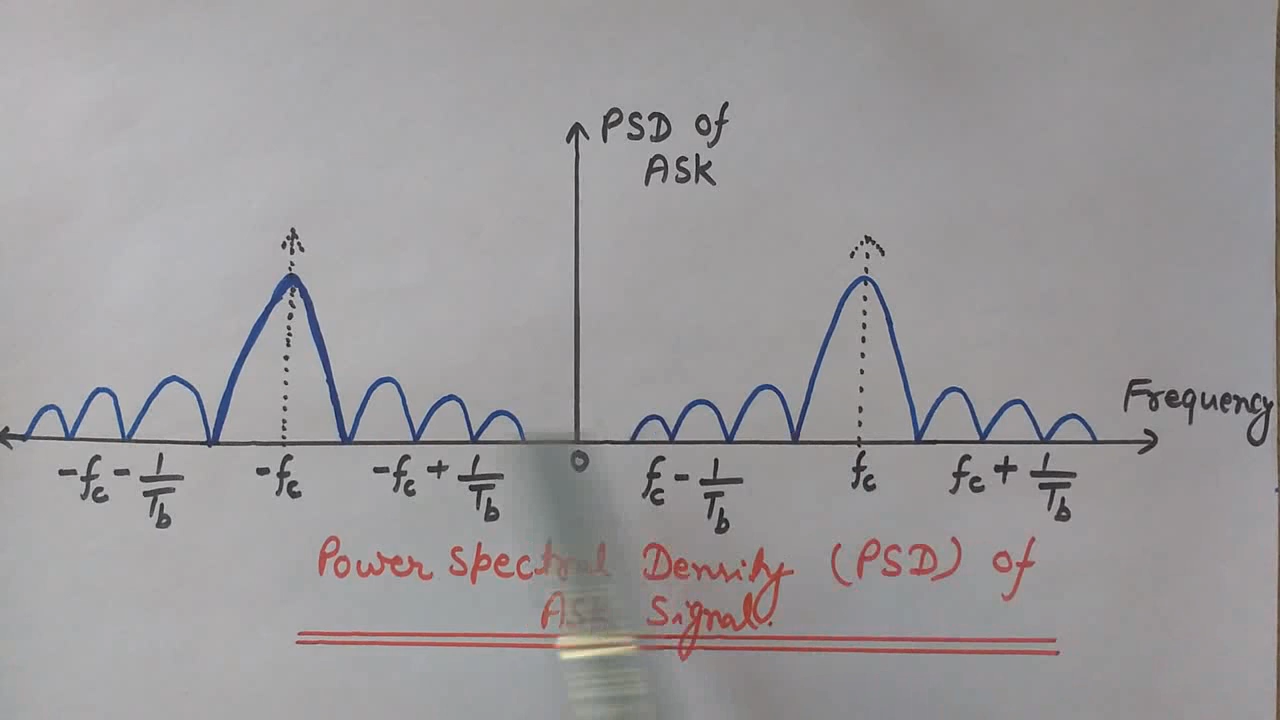 PSD of
ASK
Frequency
-fc - 1/Tb -fc -fc + 1/Tb 0 fc - 1/Tb fc fc + 1/Tb
Power Spectral Density (PSD) of
ASK Signal.